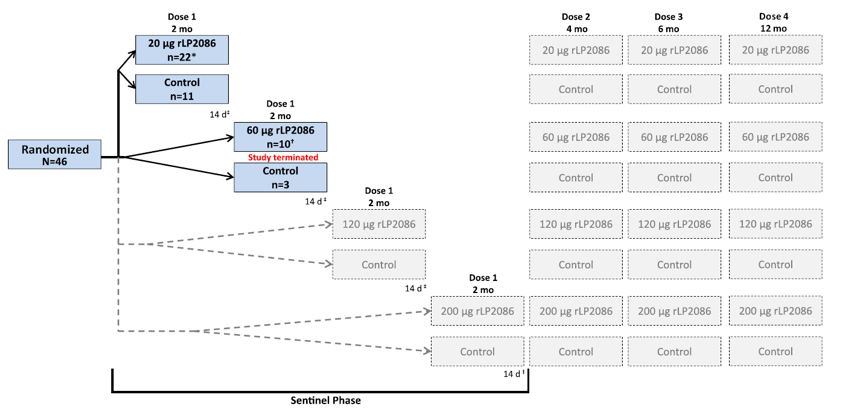 Dose 1
2 mo
Dose 2
4 mo
Dose 3
6 mo
Dose 4
12 mo
20 µg rLP2086
n=22*
20 µg rLP2086
20 µg rLP2086
20 µg rLP2086
Control
n=11
Control
Control
Control
14 d‡
Dose 1
2 mo
60 µg rLP2086
n=10†
60 µg rLP2086
60 µg rLP2086
60 µg rLP2086
Randomized
N=46
Study terminated
Control
n=3
Control
Control
Control
14 d‡
Dose 1
2 mo
120 µg rLP2086
120 µg rLP2086
120 µg rLP2086
120 µg rLP2086
Control
Control
Control
Control
14 d‡
Dose 1
2 mo
200 µg rLP2086
200 µg rLP2086
200 µg rLP2086
200 µg rLP2086
Control
Control
Control
Control
14 d‡
Sentinel Phase